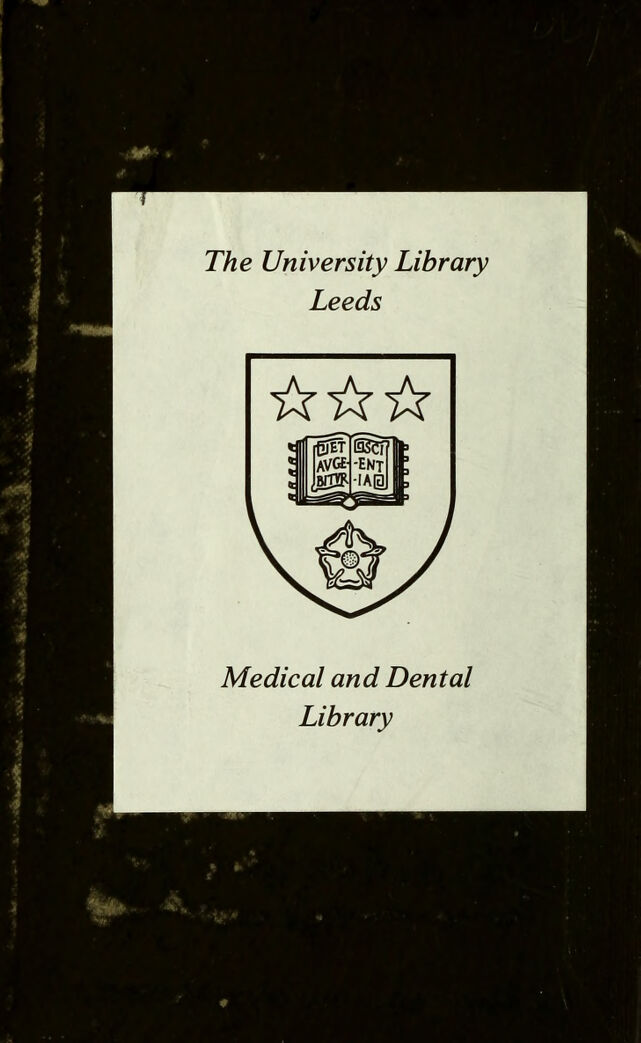 The University Library
Leeds
ET
AVGE-
BITVR
SCI
-ENT
-IA
Medical and Dental
Library